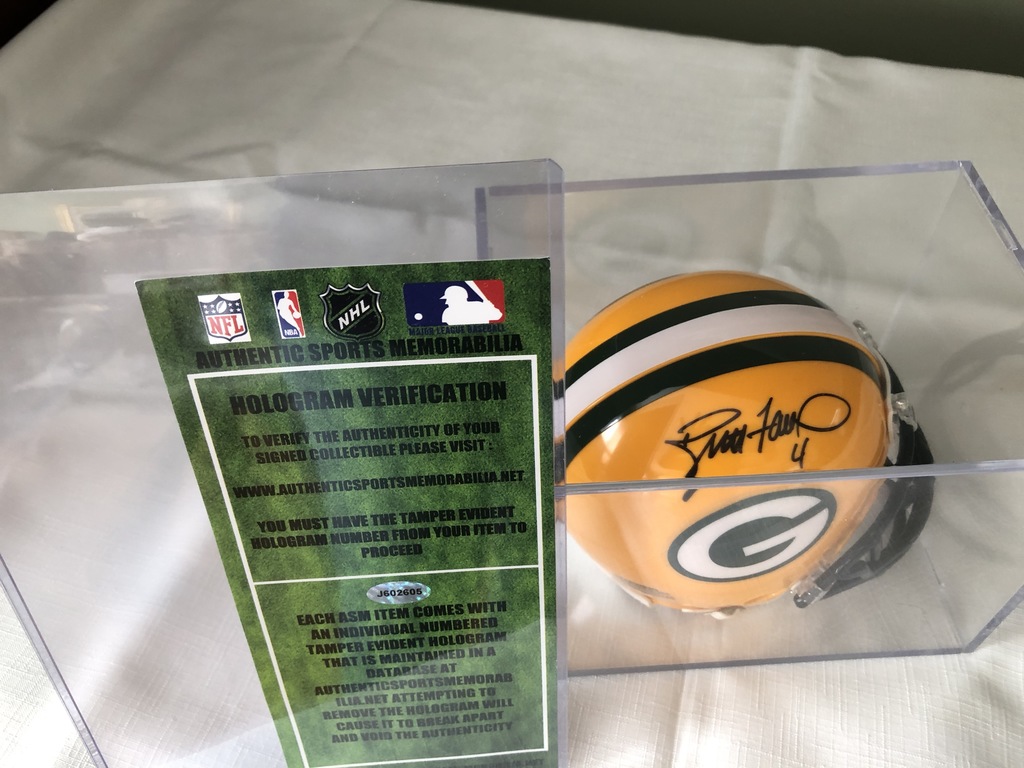 NFL
NBA
NHL
MAJOR LEAGUE BASEBALL
AUTHENTIC SPORTS MEMORABILIA
HOLOGRAM VERIFICATION
TO VERIFY THE AUTHENTICITY OF YOUR
SIGNED COLLECTIBLE PLEASE VISIT :
WWW.AUTHENTICSPORTSMEMORABILIA.NET
YOU MUST HAVE THE TAMPER EVIDENT
HOLOGRAM NUMBER FROM YOUR ITEM TO
PROCEED
J602605
EACH ASM ITEM COMES WITH
AN INDIVIDUAL NUMBERED
TAMPER EVIDENT HOLOGRAM
THAT IS MAINTAINED IN A
DATABASE AT
AUTHENTICSPORTSMEMORAB
ILIA.NET ATTEMPTING TO
REMOVE THE HOLOGRAM WILL
CAUSE IT TO BREAK APART
AND VOID THE AUTHENTICITY
Brett Favre
4
G